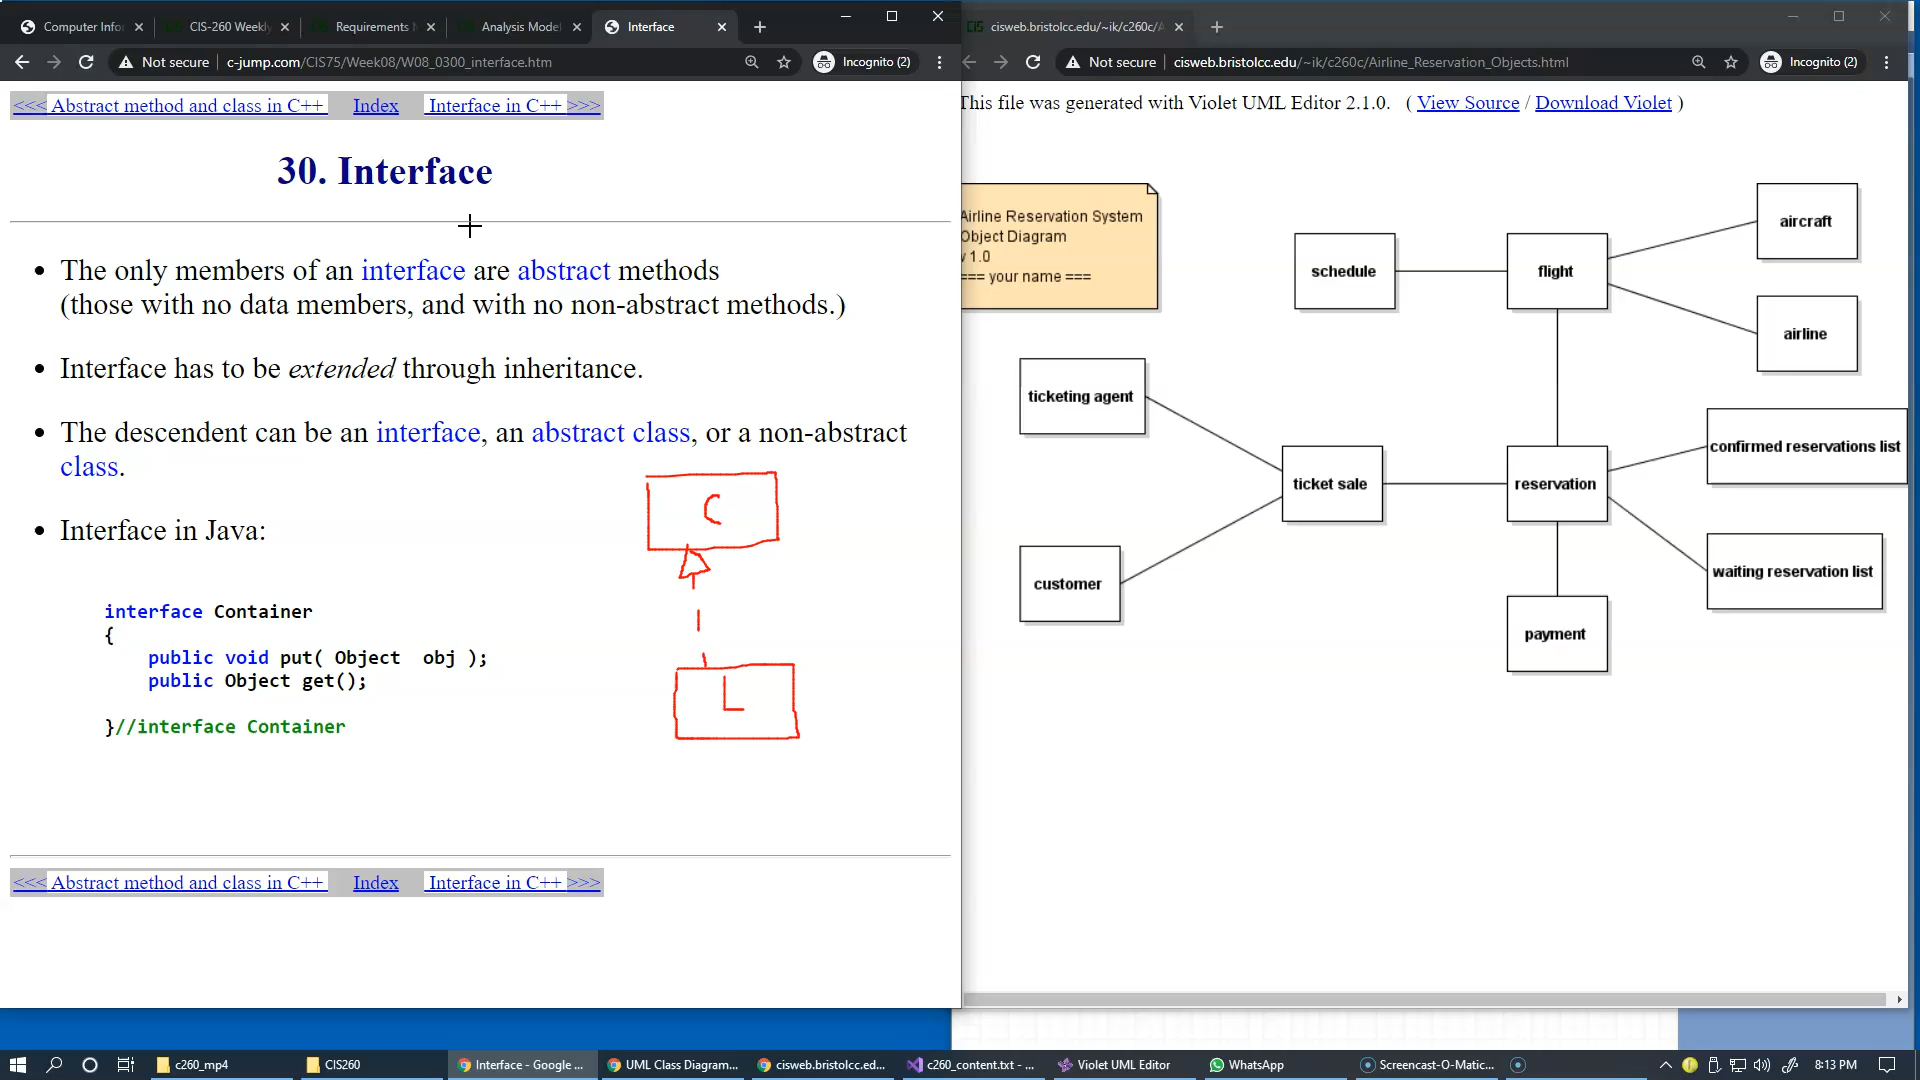 Computer Infor
CIS-260 Weekly
Requirements M
Analysis Model
Interface
Not secure | c-jump.com/CIS75/Week08/W08_0300_interface.htm
Incognito (2)
<<< Abstract method and class in C++ Index Interface in C++ >>>
30. Interface
• The only members of an interface are abstract methods
(those with no data members, and with no non-abstract methods.)
• Interface has to be extended through inheritance.
• The descendent can be an interface, an abstract class, or a non-abstract
class.
• Interface in Java:
interface Container
{
public void put( Object obj );
public Object get();
}//interface Container
C
L
<<< Abstract method and class in C++ Index Interface in C++ >>>
CIS
cisweb.bristolcc.edu/~ik/c260c/A
Not secure | cisweb.bristolcc.edu/~ik/c260c/Airline_Reservation_Objects.html
Incognito (2)
This file was generated with Violet UML Editor 2.1.0. ( View Source / Download Violet )
Airline Reservation System
Object Diagram
v 1.0
=== your name ===
schedule
flight
aircraft
airline
ticketing agent
ticket sale
reservation
confirmed reservations list
customer
waiting reservation list
payment
c260_mp4
CIS260
Interface - Google ...
UML Class Diagram...
cisweb.bristolcc.ed...
c260_content.txt - ...
Violet UML Editor
WhatsApp
Screencast-O-Matic...
8:13 PM